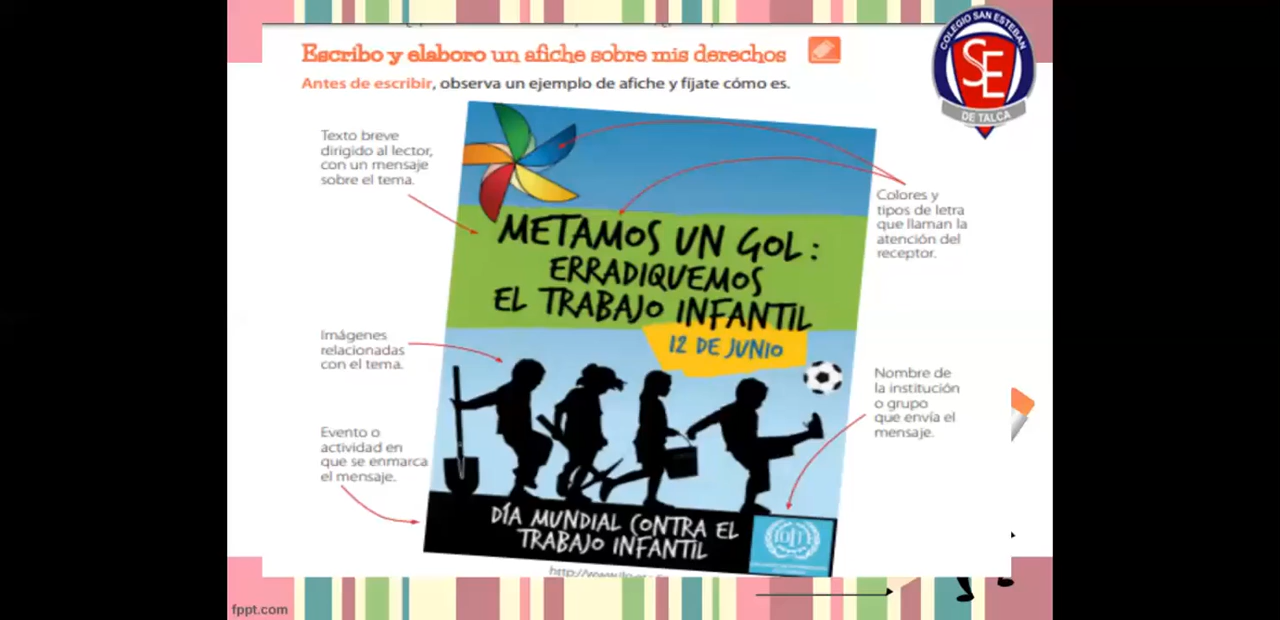 COLEGIO SAN ESTEBAN
SE
DE TALCA
Escribo y elaboro un afiche sobre mis derechos
Antes de escribir, observa un ejemplo de afiche y fíjate cómo es.
Texto breve
dirigido al lector,
con un mensaje
sobre el tema.
Colores y
tipos de letra
que llaman la
atención del
receptor.
METAMOS UN GOL:
ERRADIQUEMOS
EL TRABAJO INFANTIL
12 DE JUNIO
Imágenes
relacionadas
con el tema.
Nombre de
la institución
o grupo
que envía el
mensaje.
Evento o
actividad en
que se enmarca
el mensaje.
DÍA MUNDIAL CONTRA EL
TRABAJO INFANTIL
fppt.com